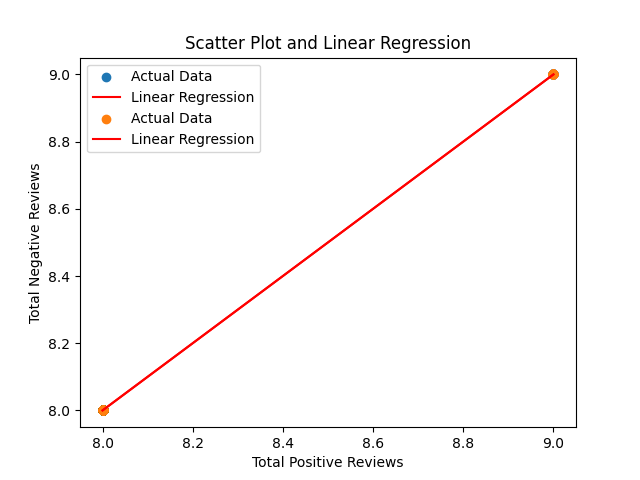 Scatter Plot and Linear Regression
Actual Data
Linear Regression
Actual Data
Linear Regression
9.0
8.8
8.6
8.4
8.2
8.0
Total Negative Reviews
8.0 8.2 8.4 8.6 8.8 9.0
Total Positive Reviews